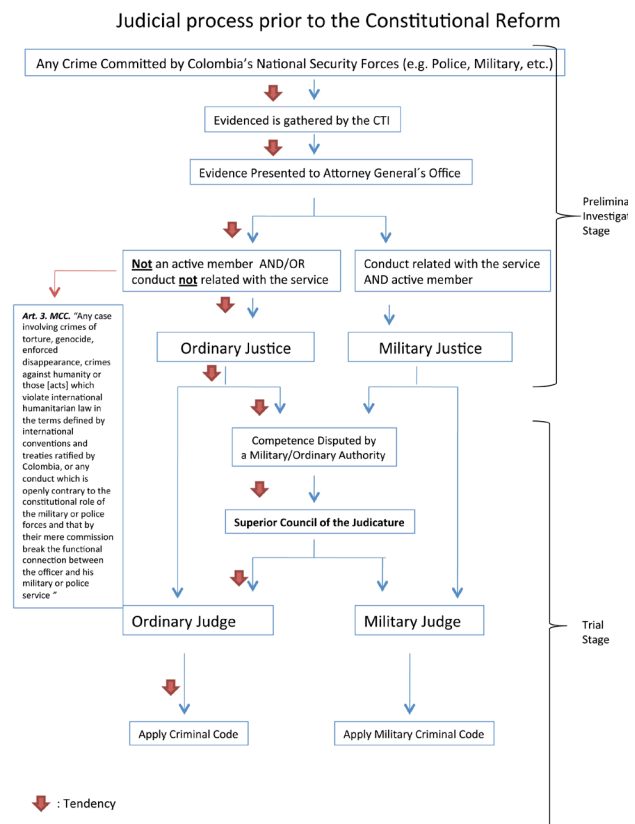 Judicial process prior to the Constitutional Reform
Any Crime Committed by Colombia's National Security Forces (e.g. Police, Military, etc.)
Evidenced is gathered by the CTI
Evidence Presented to Attorney General´s Office
Prelimina
Investigat
Stage
Not an active member AND/OR
conduct not related with the service
Conduct related with the service
AND active member
Art. 3. MCC. "Any case
involving crimes of
torture, genocide,
enforced
disappearance, crimes
against humanity or
those [acts] which
violate international
humanitarian law in
the terms defined by
international
conventions and
treaties ratified by
Colombia, or any
conduct which is
openly contrary to the
constitutional role of
the military or police
forces and that by
their mere commission
break the functional
connection between
the officer and his
military or police
service "
Ordinary Justice
Military Justice
Competence Disputed by
a Military/Ordinary Authority
Superior Council of the Judicature
Ordinary Judge
Military Judge
Trial
Stage
Apply Criminal Code
Apply Military Criminal Code
: Tendency